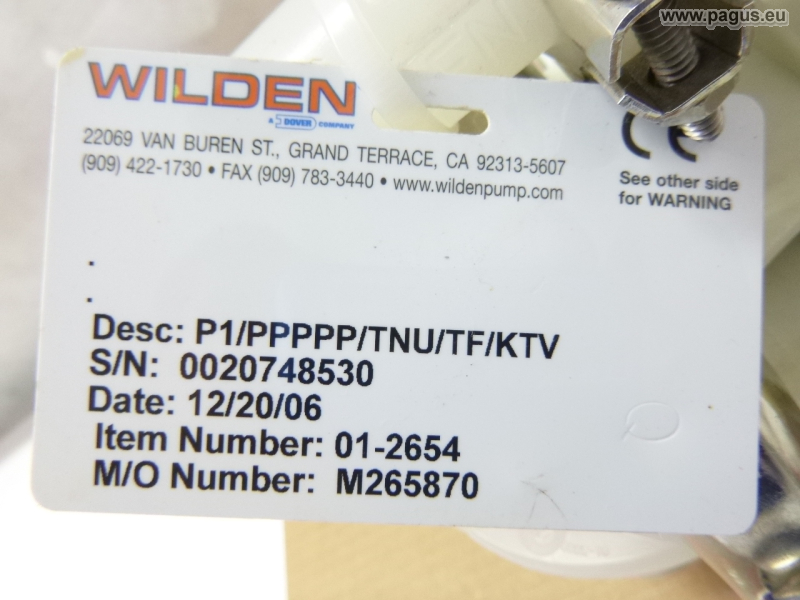 www.pagus.eu
WILDEN
A DOVER COMPANY
22069 VAN BUREN ST., GRAND TERRACE, CA 92313-5607
(909) 422-1730 • FAX (909) 783-3440 • www.wildenpump.com
CE
See other side
for WARNING
.
.
Desc: P1/PPPPP/TNU/TF/KTV
S/N: 0020748530
Date: 12/20/06
Item Number: 01-2654
M/O Number: M265870